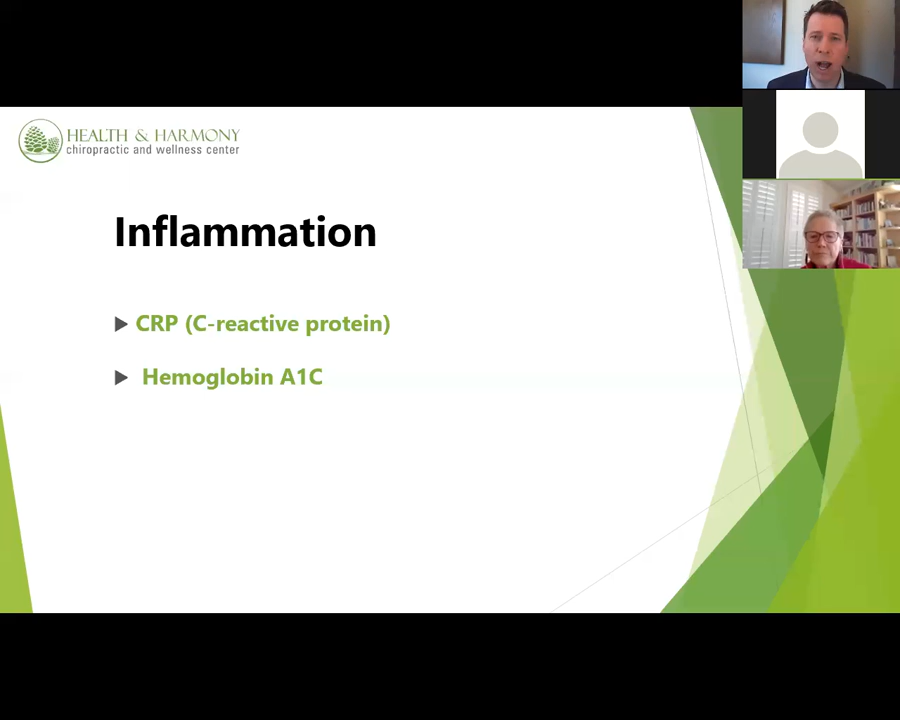 HEALTH & HARMONY
chiropractic and wellness center
Inflammation
CRP (C-reactive protein)
Hemoglobin A1C